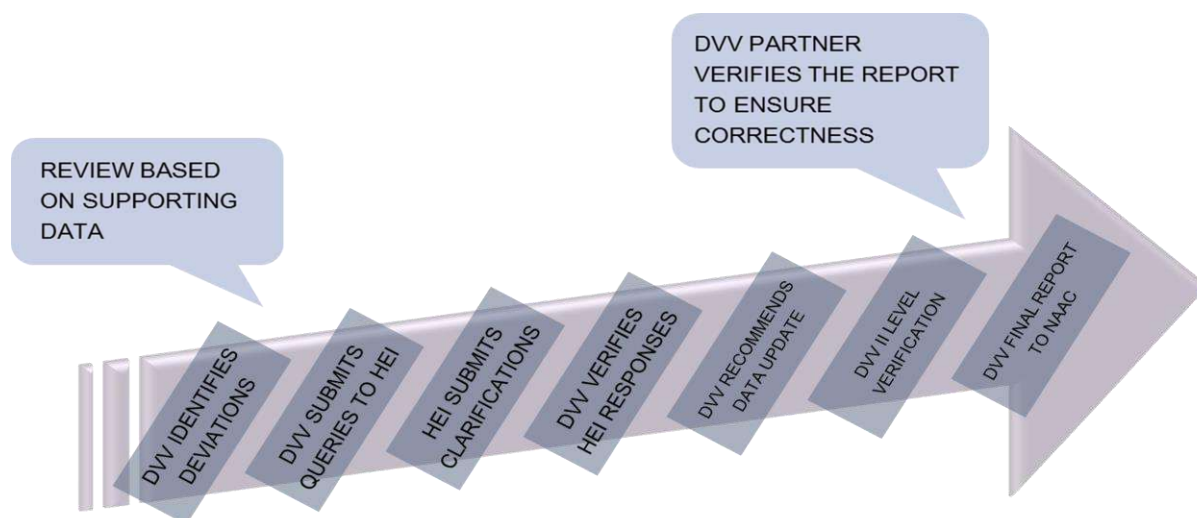 DVV PARTNER
VERIFIES THE REPORT
TO ENSURE
CORRECTNESS
REVIEW BASED
ON SUPPORTING
DATA
DVV IDENTIFIES
DEVIATIONS
DVV SUBMITS
QUERIES TO HEI
HEI SUBMITS
CLARIFICATIONS
DVV VERIFIES
HEI RESPONSES
DVV RECOMMENDS
DATA UPDATE
DVV II LEVEL
VERIFICATION
DVV FINAL REPORT
TO NAAC